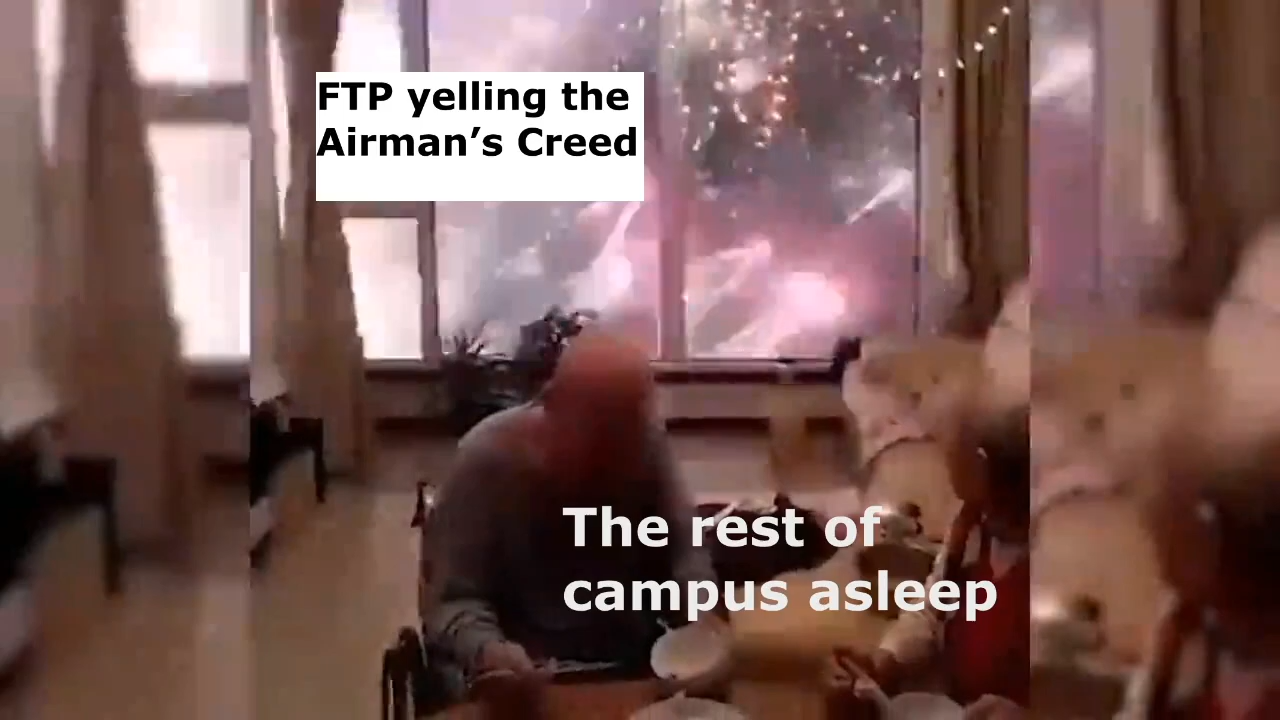 FTP yelling the
Airman’s Creed
The rest of
campus asleep